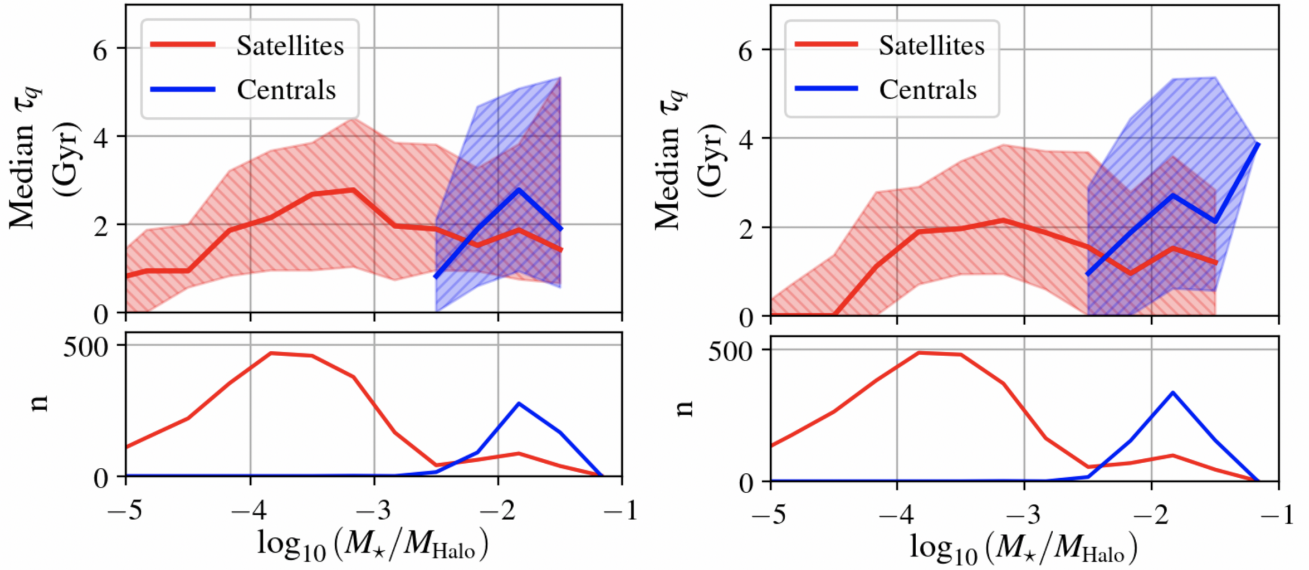 6
4
2
0
Median τq
(Gyr)
Satellites
Centrals
500
0
n
−5 −4 −3 −2 −1
log10 (M⋆/MHalo)
6
4
2
0
Median τq
(Gyr)
Satellites
Centrals
500
0
n
−5 −4 −3 −2 −1
log10 (M⋆/MHalo)